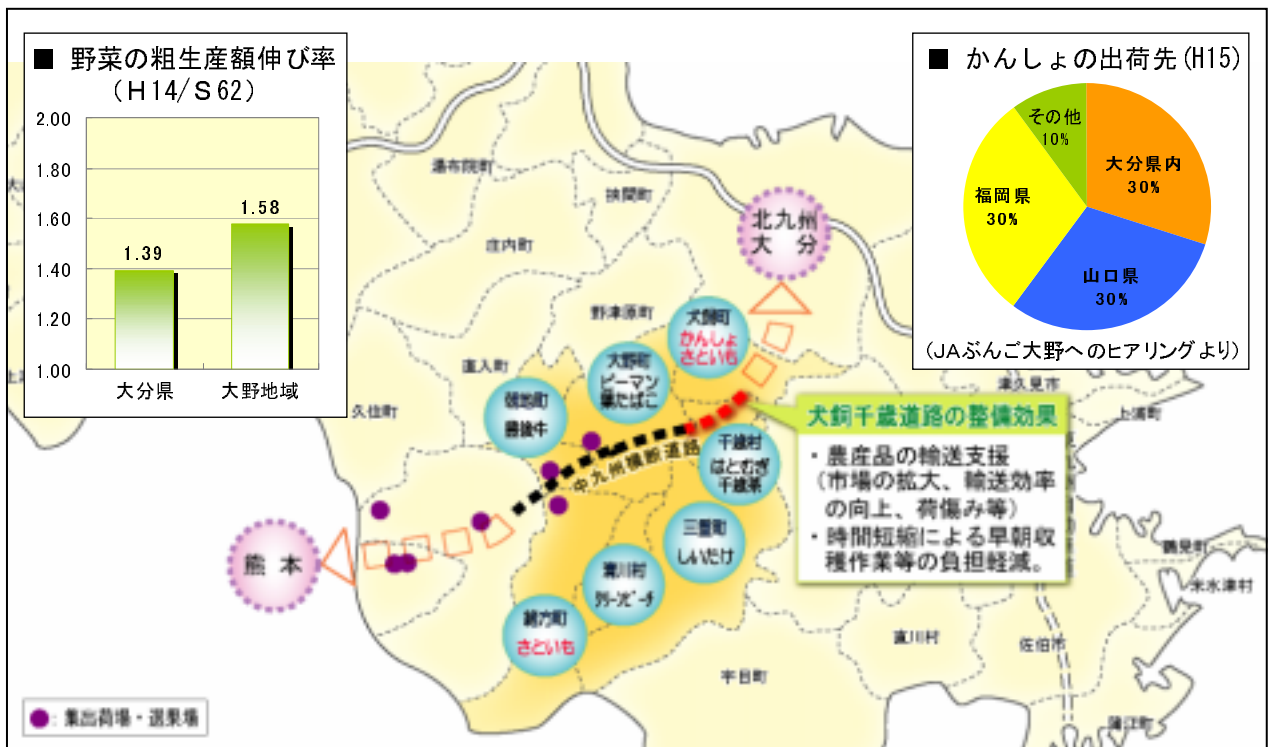 ■ 野菜の粗生産額伸び率
（H14/S62）
2.00
1.80
1.60
1.40
1.20
1.00
1.39
1.58
大分県
大野地域
■ かんしょの出荷先(H15)
その他
10%
大分県内
30%
福岡県
30%
山口県
30%
(JAぶんご大野へのヒアリングより)
湯布院町
挾間町
庄内町
野津原町
直入町
久住町
北九州
大 分
犬飼町
かんしょ
さといも
大野町
ピーマン
葉たばこ
朝地町
豊後牛
中九州横断道路
千歳村
はとむぎ
千歳茶
三重町
しいたけ
清川村
クリーンピーチ
緒方町
さといも
熊 本
犬飼千歳道路の整備効果
・農産品の輸送支援
（市場の拡大、輸送効率
の向上、荷傷み等）
・時間短縮による早朝収
穫作業等の負担軽減。
津久見市
上浦町
鶴見町
米水津村
直川村
佐伯市
宇目町
蒲江町
●：集出荷場・選果場